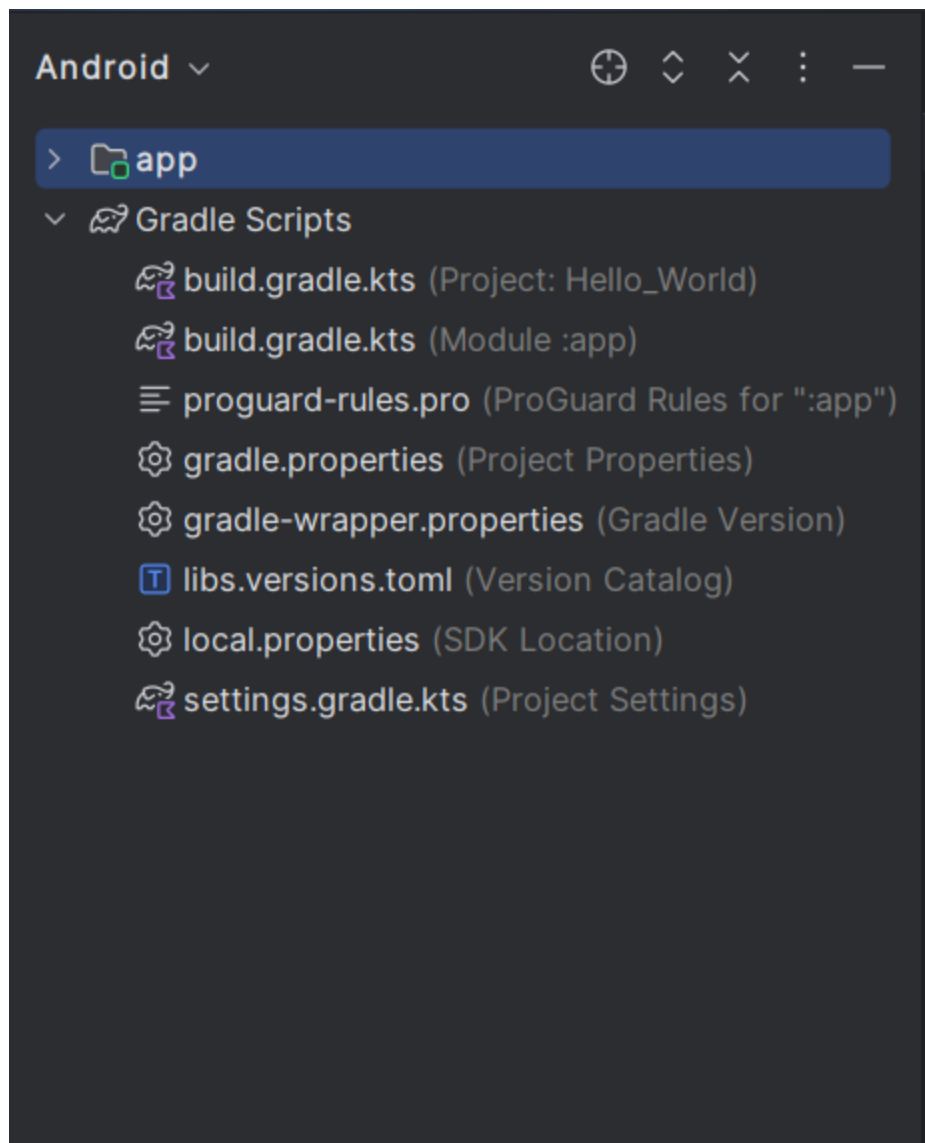 Android
app
Gradle Scripts
build.gradle.kts (Project: Hello_World)
build.gradle.kts (Module :app)
proguard-rules.pro (ProGuard Rules for ":app")
gradle.properties (Project Properties)
gradle-wrapper.properties (Gradle Version)
libs.versions.toml (Version Catalog)
local.properties (SDK Location)
settings.gradle.kts (Project Settings)